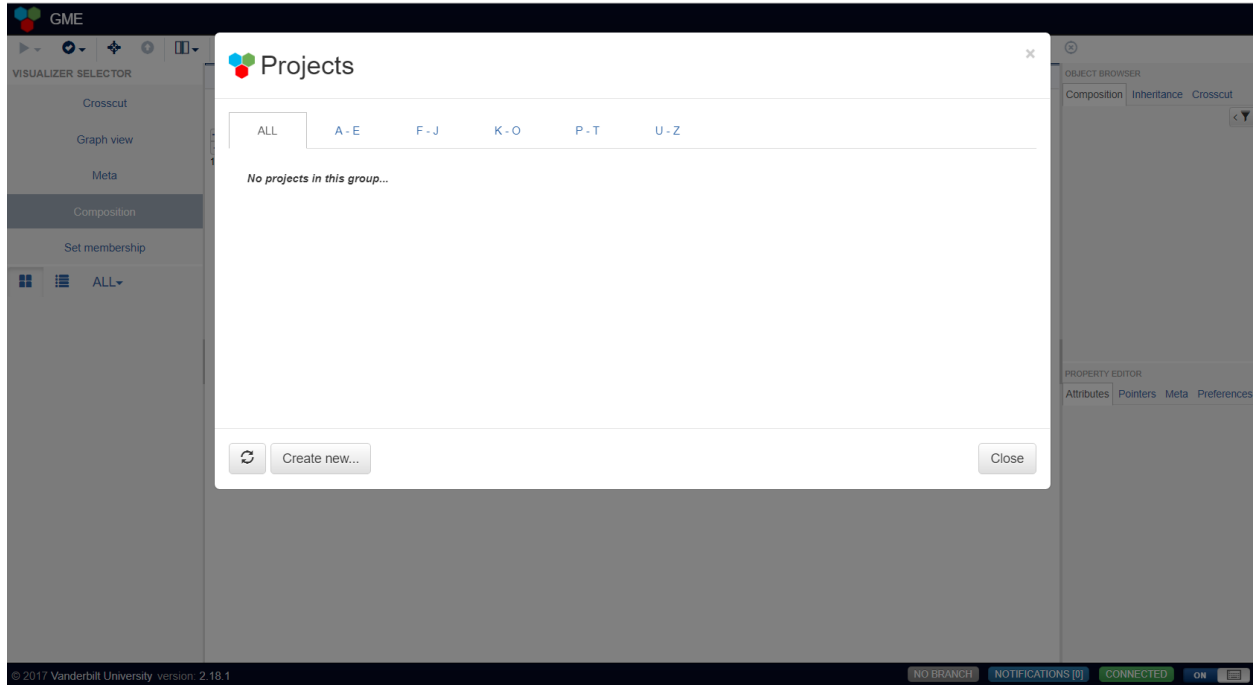 GME
VISUALIZER SELECTOR
Crosscut
Graph view
Meta
Composition
Set membership
ALL
Projects
×
ALL A - E F - J K - O P - T U - Z
No projects in this group...
Create new...
Close
OBJECT BROWSER
Composition Inheritance Crosscut
PROPERTY EDITOR
Attributes Pointers Meta Preferences
© 2017 Vanderbilt University version: 2.18.1
NO BRANCH NOTIFICATIONS [0] CONNECTED ON